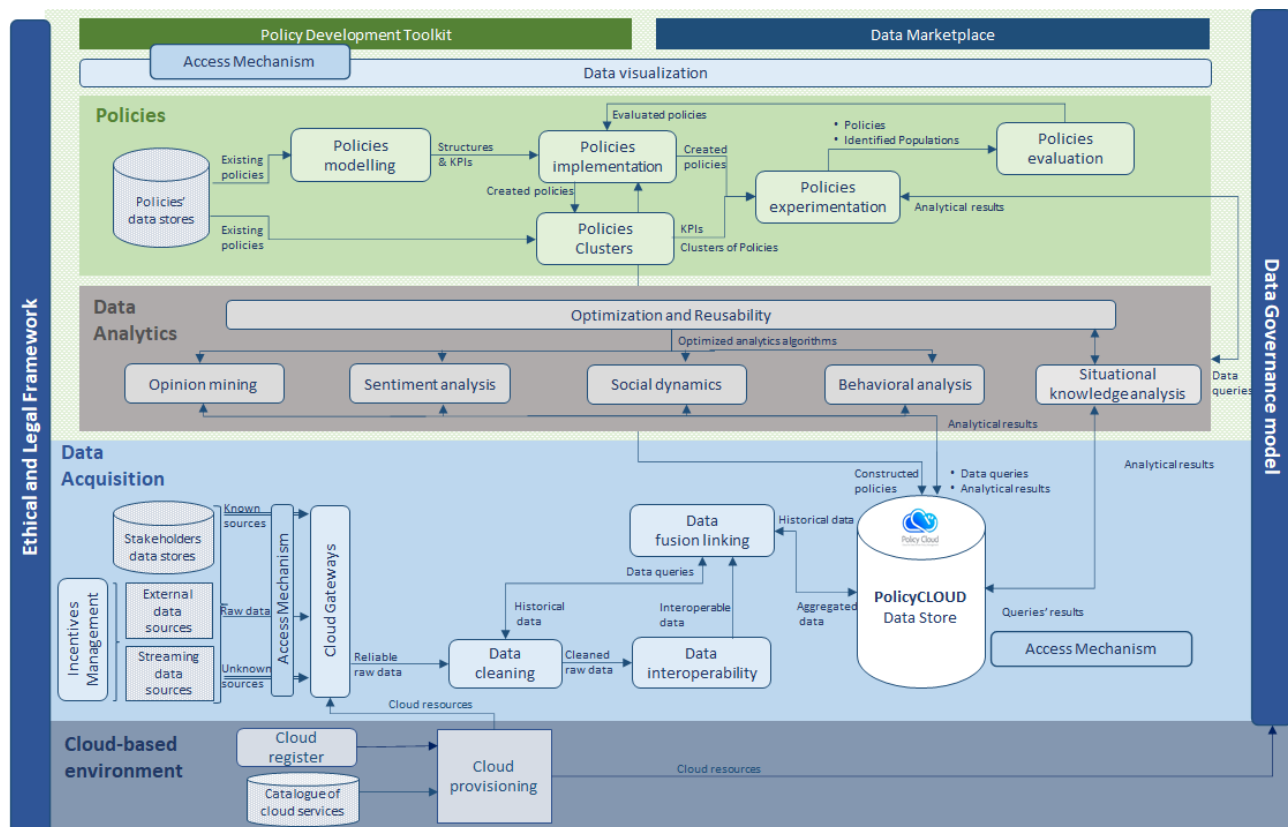 Policy Development Toolkit
Data Marketplace
Access Mechanism
Data visualization
Ethical and Legal Framework
Data Governance model
Policies
Policies'
data stores
Existing
policies
Existing
policies
Policies
modelling
Structures
& KPIs
Evaluated policies
Policies
implementation
Created policies
Created
policies
Policies
Clusters
KPIs
Clusters of Policies
• Policies
• Identified Populations
Policies
experimentation
Policies
evaluation
Analytical results
Data
Analytics
Optimization and Reusability
Optimized analytics algorithms
Opinion mining
Sentiment analysis
Social dynamics
Behavioral analysis
Situational
knowledge analysis
Data
queries
Analytical results
Data
Acquisition
Constructed
policies
• Data queries
• Analytical results
Analytical results
Stakeholders
data stores
Known
sources
Incentives
Management
External
data
sources
Raw data
Streaming
data
sources
Unknown
sources
Access Mechanism
Cloud Gateways
Reliable
raw data
Data
cleaning
Historical
data
Cleaned
raw data
Data
interoperability
Interoperable
data
Data queries
Data
fusion linking
Historical data
Aggregated
data
Policy Cloud
PolicyCLOUD
Data Store
Queries' results
Access Mechanism
Cloud resources
Cloud-based
environment
Cloud
register
Catalogue of
cloud services
Cloud
provisioning
Cloud resources